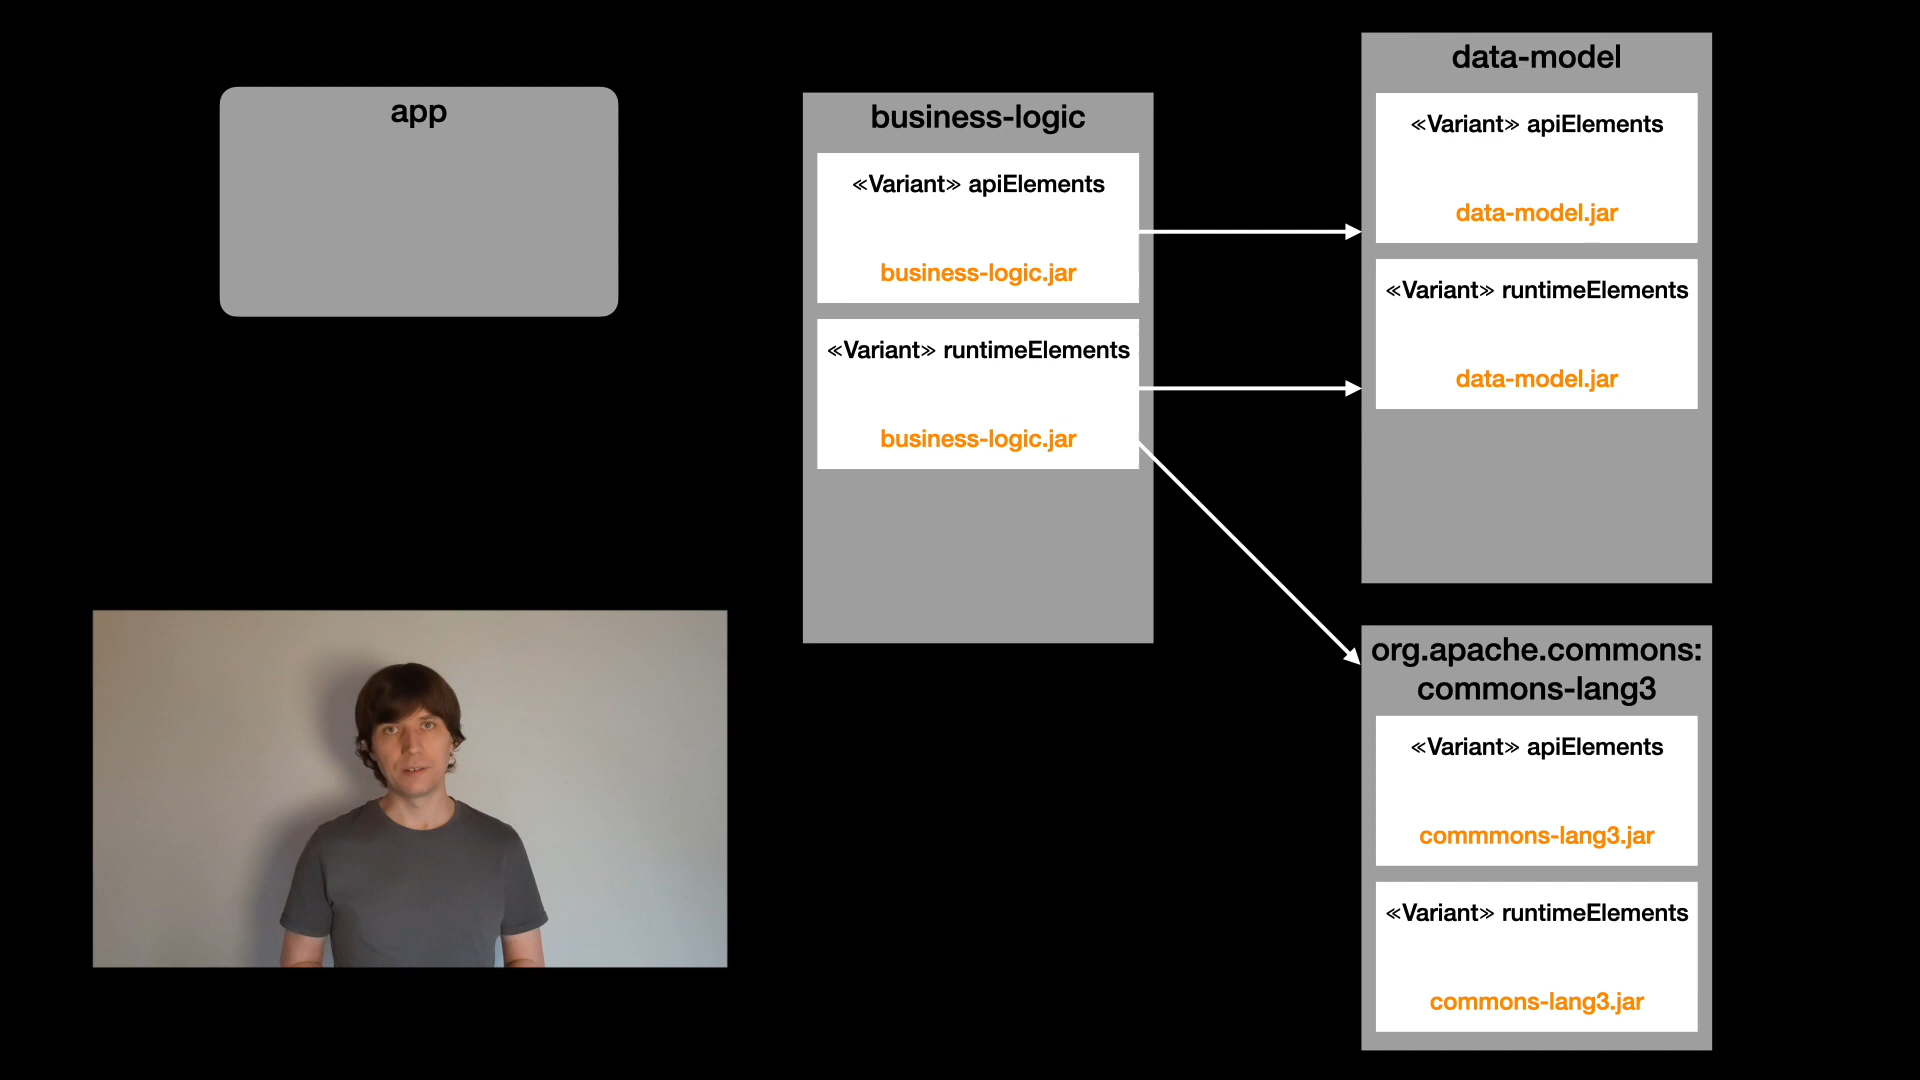 app
business-logic
«Variant» apiElements
business-logic.jar
«Variant» runtimeElements
business-logic.jar
data-model
«Variant» apiElements
data-model.jar
«Variant» runtimeElements
data-model.jar
org.apache.commons:
commons-lang3
«Variant» apiElements
commmons-lang3.jar
«Variant» runtimeElements
commons-lang3.jar